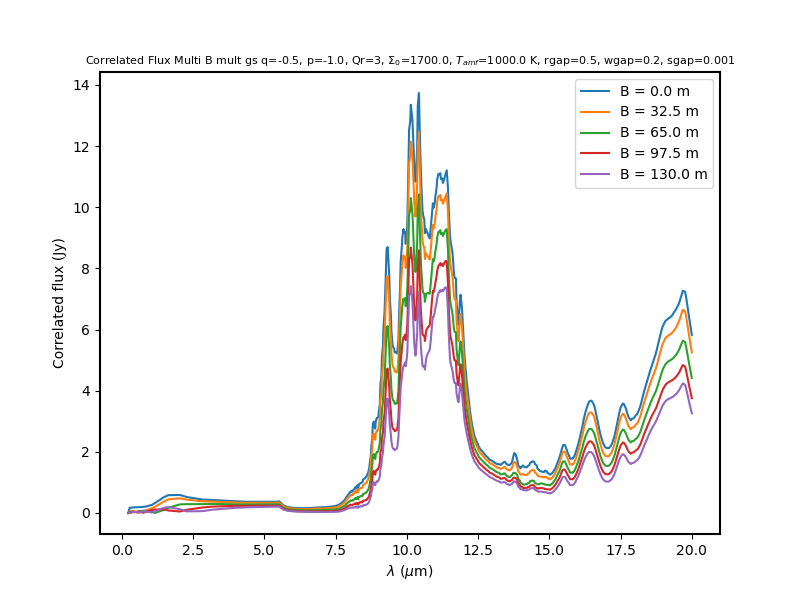 Correlated Flux Multi B mult gs q=-0.5, p=-1.0, Qr=3, Σ₀=1700.0, Tₐₘf=1000.0 K, rgap=0.5, wgap=0.2, sgap=0.001
14
12
10
8
6
4
2
0
Correlated flux (Jy)
B = 0.0 m
B = 32.5 m
B = 65.0 m
B = 97.5 m
B = 130.0 m
0.0 2.5 5.0 7.5 10.0 12.5 15.0 17.5 20.0
λ (μm)